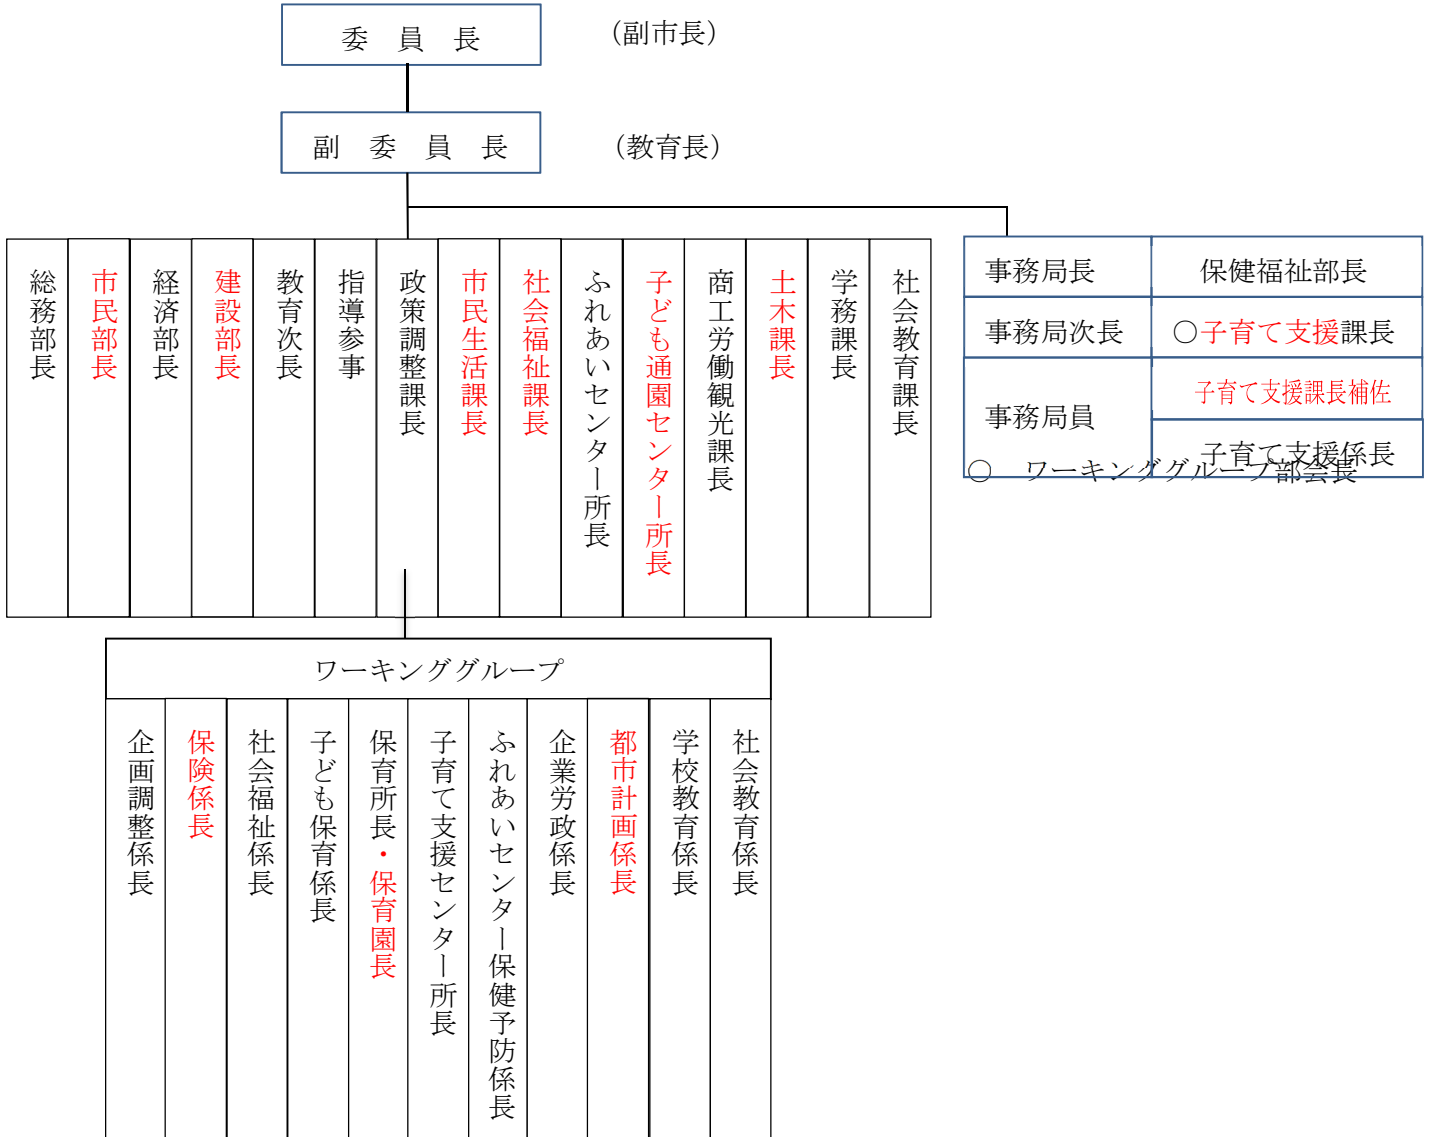 委　員　長
（副市長）
副　委　員　長
（教育長）
総務部長
市民部長
経済部長
建設部長
教育次長
指導参事
政策調整課長
市民生活課長
社会福祉課長
ふれあいセンター所長
子ども通園センター所長
商工労働観光課長
土木課長
学務課長
社会教育課長
事務局長
保健福祉部長
事務局次長
○子育て支援課長
事務局員
子育て支援課長補佐
子育て支援係長
○　ワーキンググループ部会長
ワーキンググループ
企画調整係長
保険係長
社会福祉係長
子ども保育係長
保育所長・保育園長
子育て支援センター所長
ふれあいセンター保健予防係長
企業労政係長
都市計画係長
学校教育係長
社会教育係長